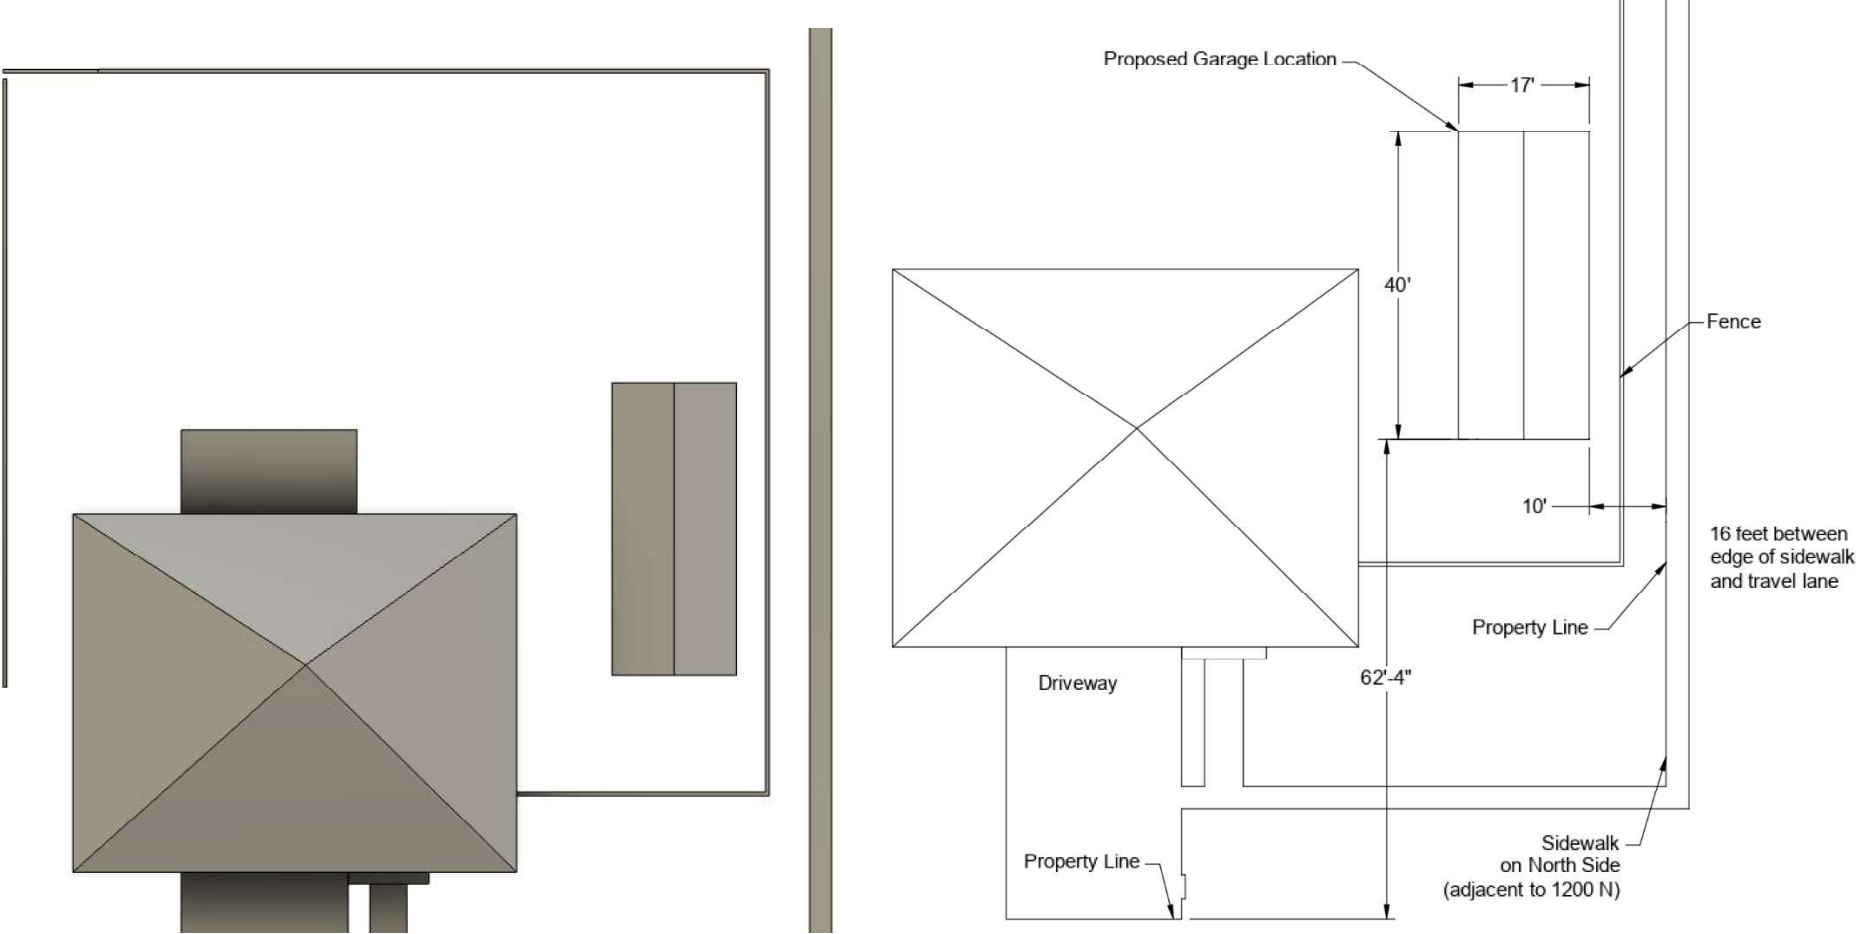 Proposed Garage Location
17'
40'
Fence
10'
16 feet between
edge of sidewalk
and travel lane
Property Line
62'-4"
Driveway
Sidewalk
on North Side
(adjacent to 1200 N)
Property Line